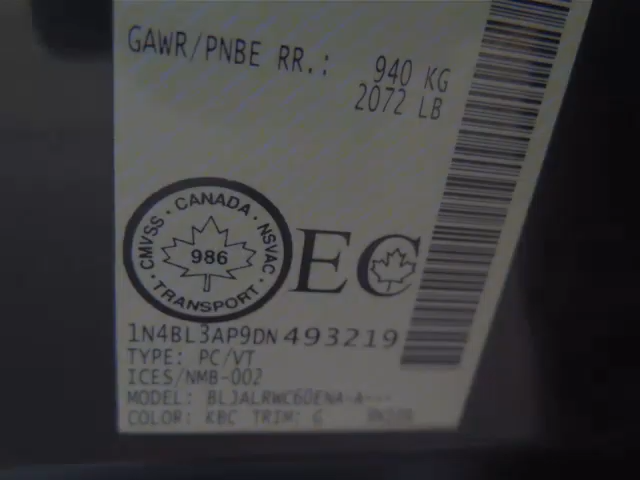 GAWR/PNBE RR.: 940 KG
2072 LB
CMVSS · CANADA · NSVAC · TRANSPORT ·
986
EC
1N4BL3AP9DN493219
TYPE: PC/VT
ICES/NMB-002
MODEL: BLJALRWC6DENA-A---
COLOR: KBC TRIM: G